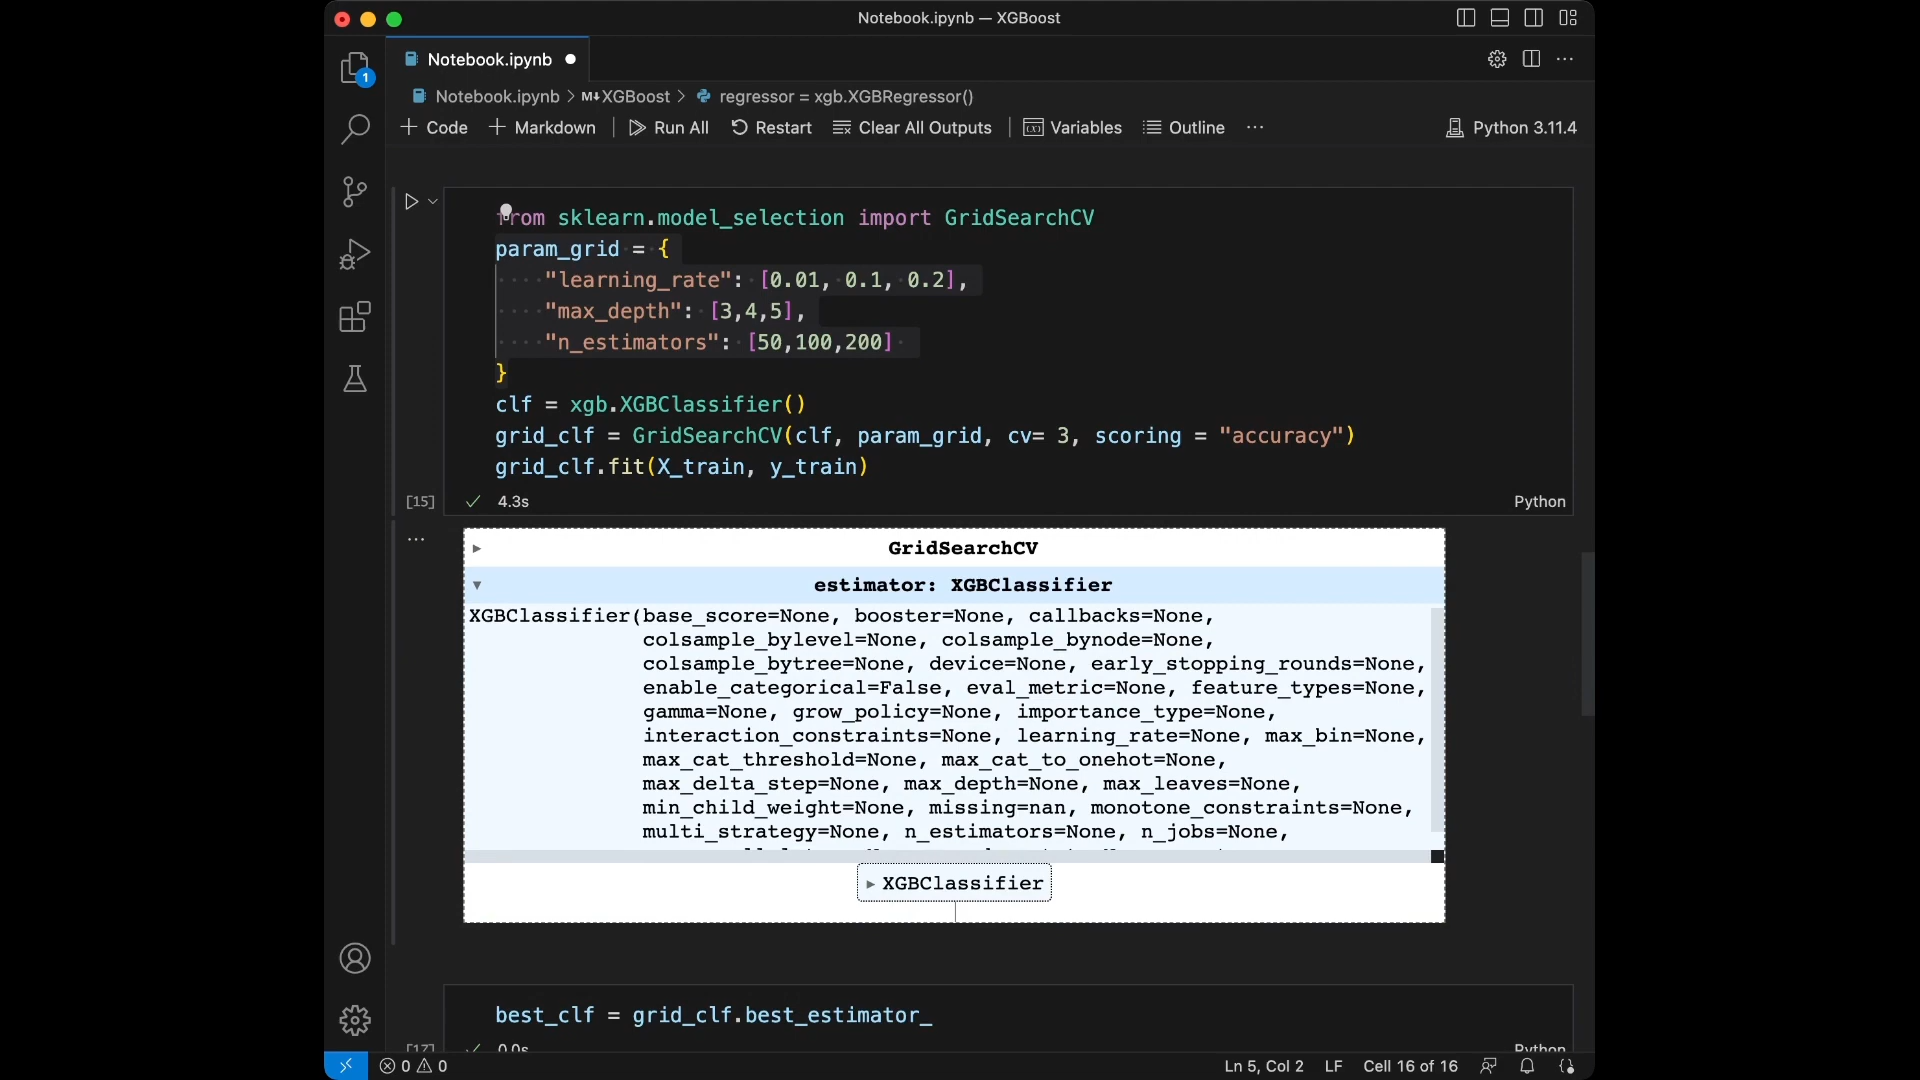 Notebook.ipynb — XGBoost
1
Notebook.ipynb
Notebook.ipynb > M↓XGBoost > regressor = xgb.XGBRegressor()
+ Code + Markdown Run All Restart Clear All Outputs Variables Outline ··· Python 3.11.4
from sklearn.model_selection import GridSearchCV
param_grid = {
"learning_rate": [0.01, 0.1, 0.2],
"max_depth": [3,4,5],
"n_estimators": [50,100,200]
}
clf = xgb.XGBClassifier()
grid_clf = GridSearchCV(clf, param_grid, cv= 3, scoring = "accuracy")
grid_clf.fit(X_train, y_train)
[15] ✓ 4.3s Python
GridSearchCV
estimator: XGBClassifier
XGBClassifier(base_score=None, booster=None, callbacks=None,
colsample_bylevel=None, colsample_bynode=None,
colsample_bytree=None, device=None, early_stopping_rounds=None,
enable_categorical=False, eval_metric=None, feature_types=None,
gamma=None, grow_policy=None, importance_type=None,
interaction_constraints=None, learning_rate=None, max_bin=None,
max_cat_threshold=None, max_cat_to_onehot=None,
max_delta_step=None, max_depth=None, max_leaves=None,
min_child_weight=None, missing=nan, monotone_constraints=None,
multi_strategy=None, n_estimators=None, n_jobs=None,
XGBClassifier
best_clf = grid_clf.best_estimator_
[17] ✓ 0.0s Python
0 0 Ln 5, Col 2 LF Cell 16 of 16